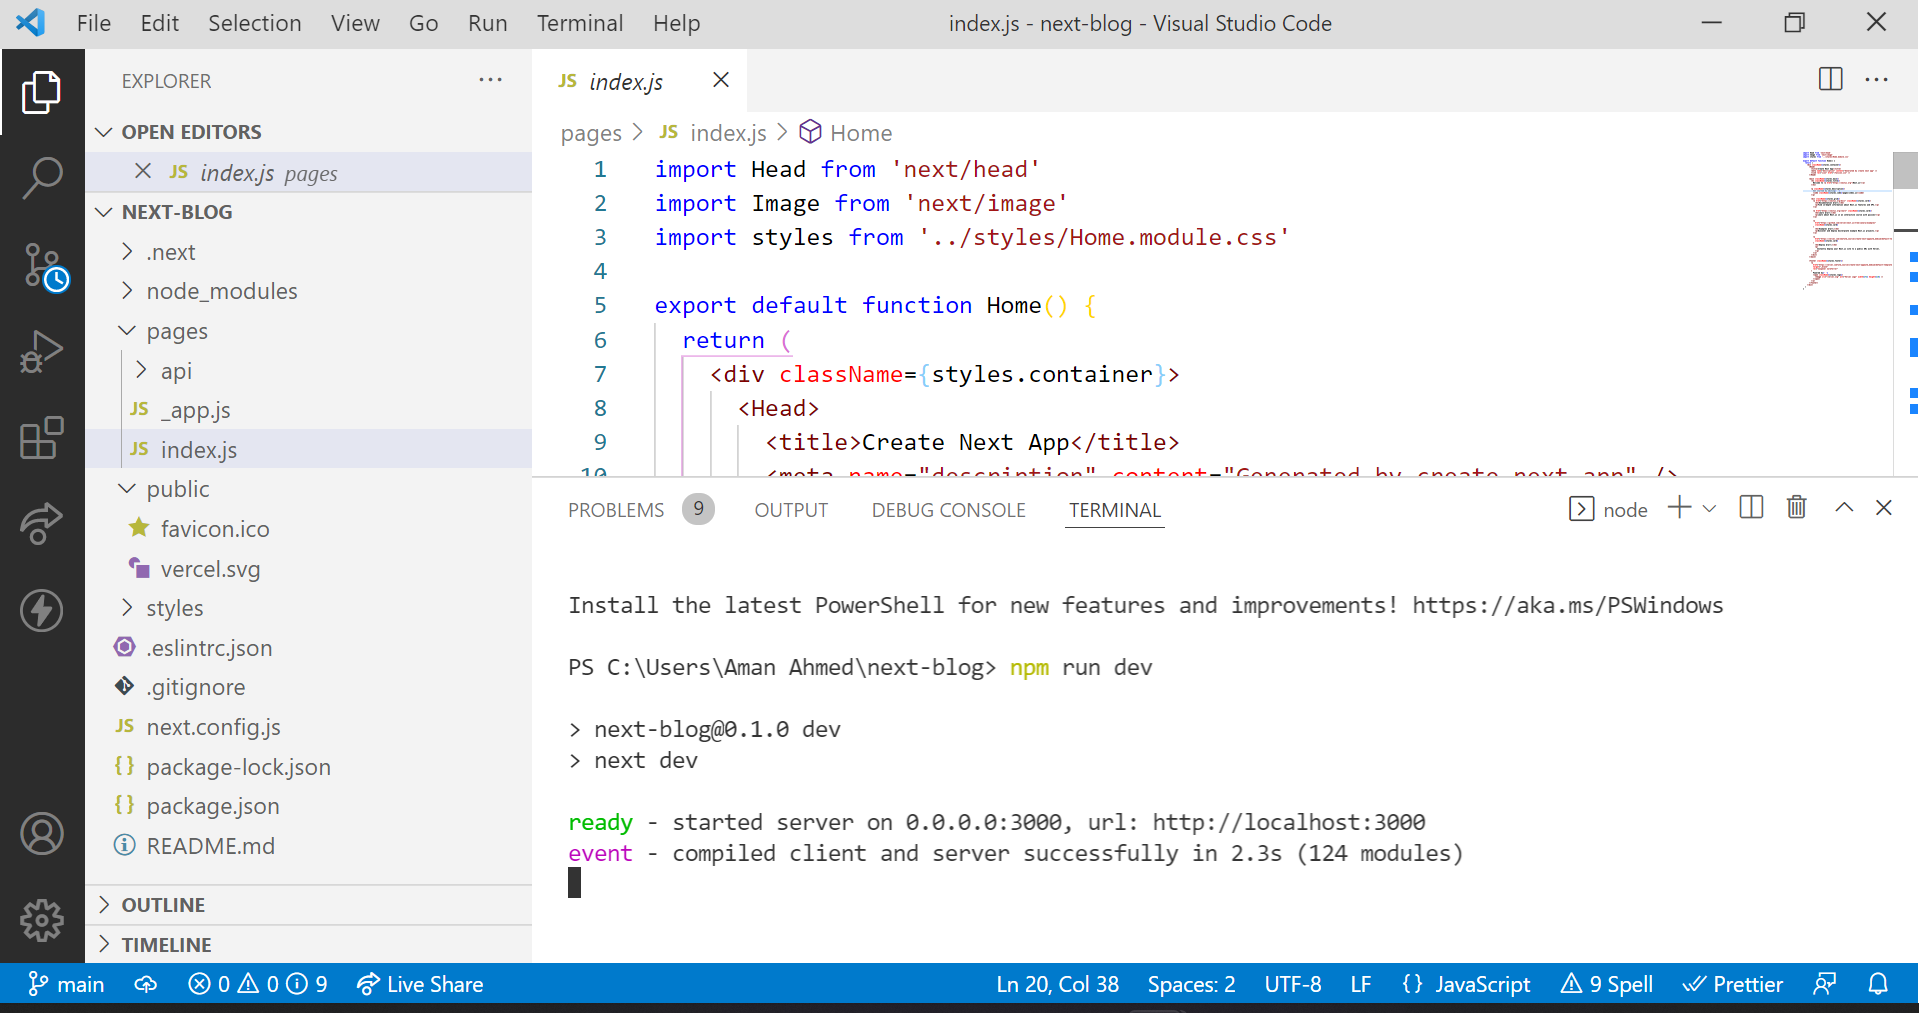 File Edit Selection View Go Run Terminal Help index.js - next-blog - Visual Studio Code
EXPLORER
OPEN EDITORS
JS index.js pages
NEXT-BLOG
.next
node_modules
pages
api
JS _app.js
JS index.js
public
favicon.ico
vercel.svg
styles
.eslintrc.json
.gitignore
JS next.config.js
{} package-lock.json
{} package.json
README.md
OUTLINE
TIMELINE
JS index.js
pages > JS index.js > Home
1 import Head from 'next/head'
2 import Image from 'next/image'
3 import styles from '../styles/Home.module.css'
4
5 export default function Home() {
6 return (
7 <div className={styles.container}>
8 <Head>
9 <title>Create Next App</title>
10 <meta name="description" content="Generated by create next app" />
PROBLEMS 9 OUTPUT DEBUG CONSOLE TERMINAL node
Install the latest PowerShell for new features and improvements! https://aka.ms/PSWindows
PS C:\Users\Aman Ahmed\next-blog> npm run dev
> next-blog@0.1.0 dev
> next dev
ready - started server on 0.0.0.0:3000, url: http://localhost:3000
event - compiled client and server successfully in 2.3s (124 modules)
main 0 0 9 Live Share Ln 20, Col 38 Spaces: 2 UTF-8 LF {} JavaScript 9 Spell Prettier